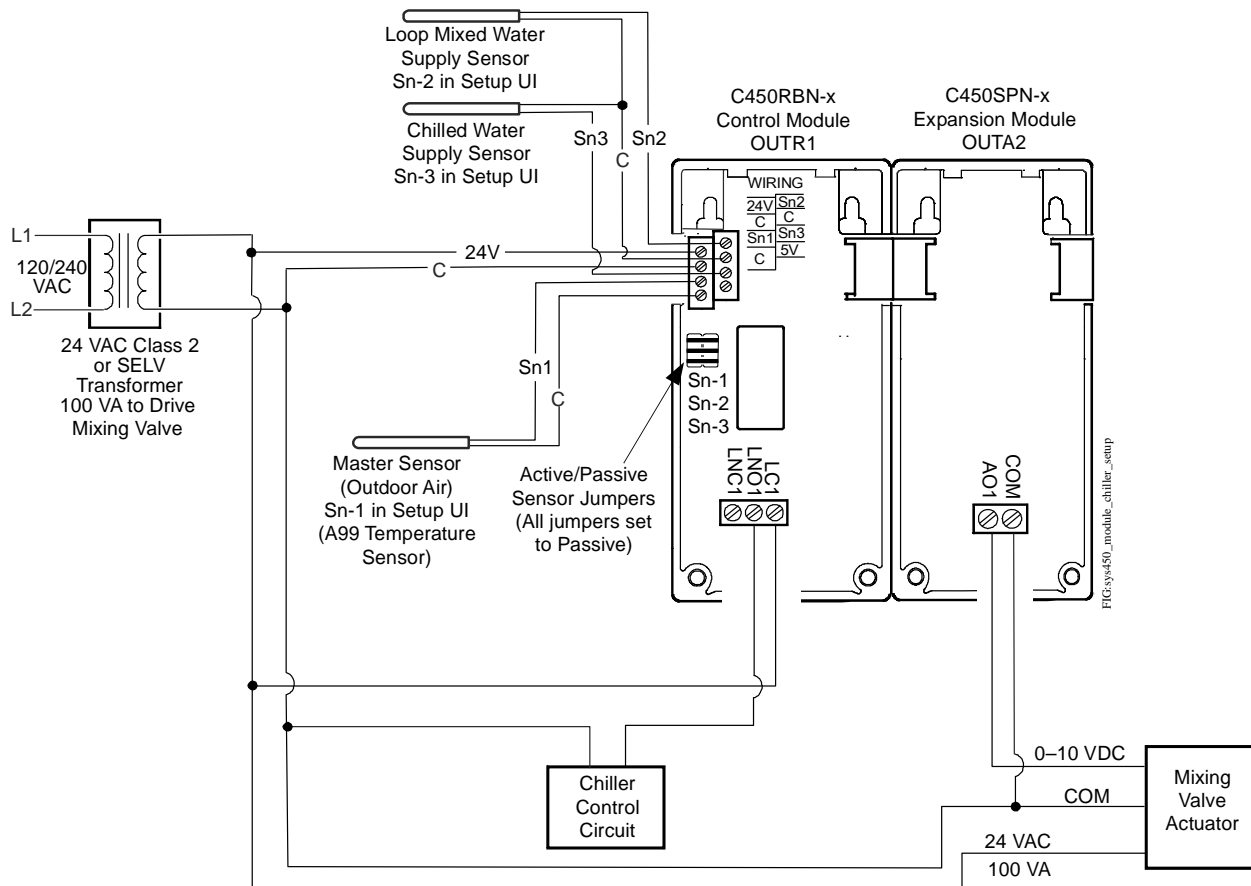 Loop Mixed Water
Supply Sensor
Sn-2 in Setup UI
Chilled Water
Supply Sensor
Sn-3 in Setup UI
Sn3
C
Sn2
C450RBN-x
Control Module
OUTR1
C450SPN-x
Expansion Module
OUTA2
WIRING
24V
Sn2
C
C
Sn1
Sn3
C
5V
L1
120/240
VAC
L2
24V
C
24 VAC Class 2
or SELV
Transformer
100 VA to Drive
Mixing Valve
Sn1
C
Master Sensor
(Outdoor Air)
Sn-1 in Setup UI
(A99 Temperature
Sensor)
Active/Passive
Sensor Jumpers
(All jumpers set
to Passive)
Sn-1
Sn-2
Sn-3
LNC1
LNO1
LC1
AO1
COM
FIG:sys450_module_chiller_setup
Chiller
Control
Circuit
0–10 VDC
COM
24 VAC
100 VA
Mixing
Valve
Actuator